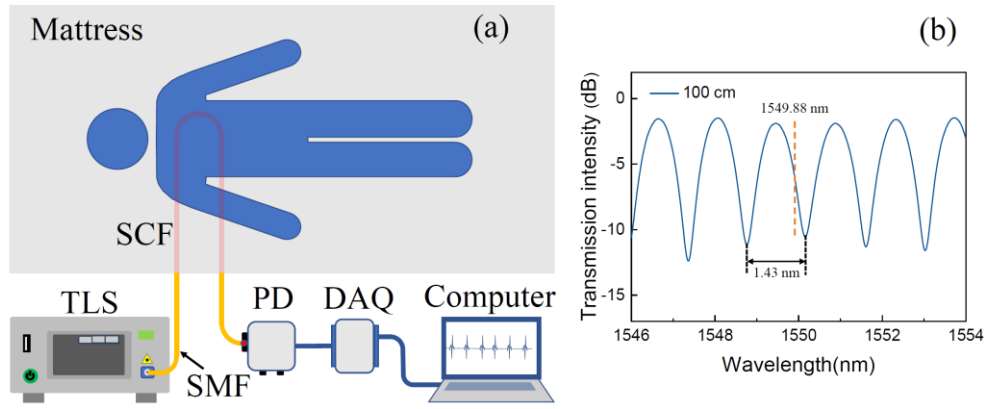 Mattress
(a)
SCF
TLS
SMF
PD
DAQ
Computer
(b)
100 cm
1549.88 nm
1.43 nm
Transmission intensity (dB)
0
-5
-10
-15
1546
1548
1550
1552
1554
Wavelength(nm)